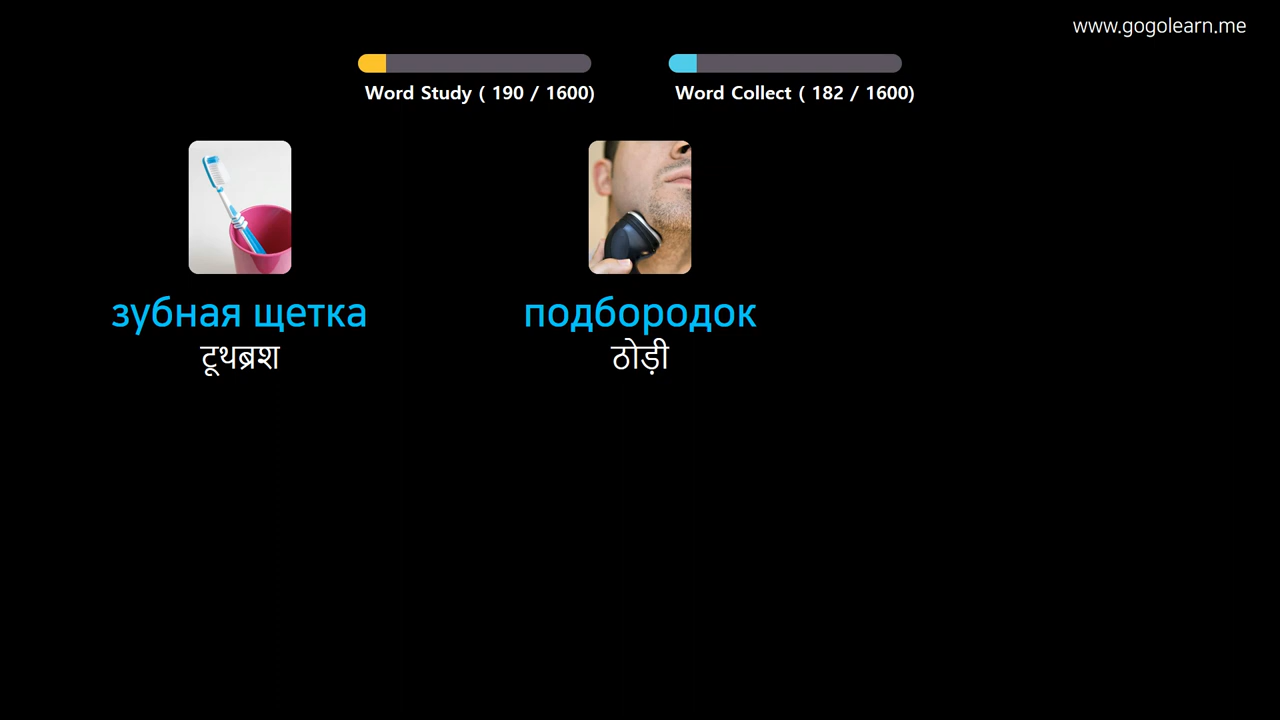 www.gogolearn.me
Word Study ( 190 / 1600)
Word Collect ( 182 / 1600)
зубная щетка
टूथब्रश
подбородок
ठोड़ी